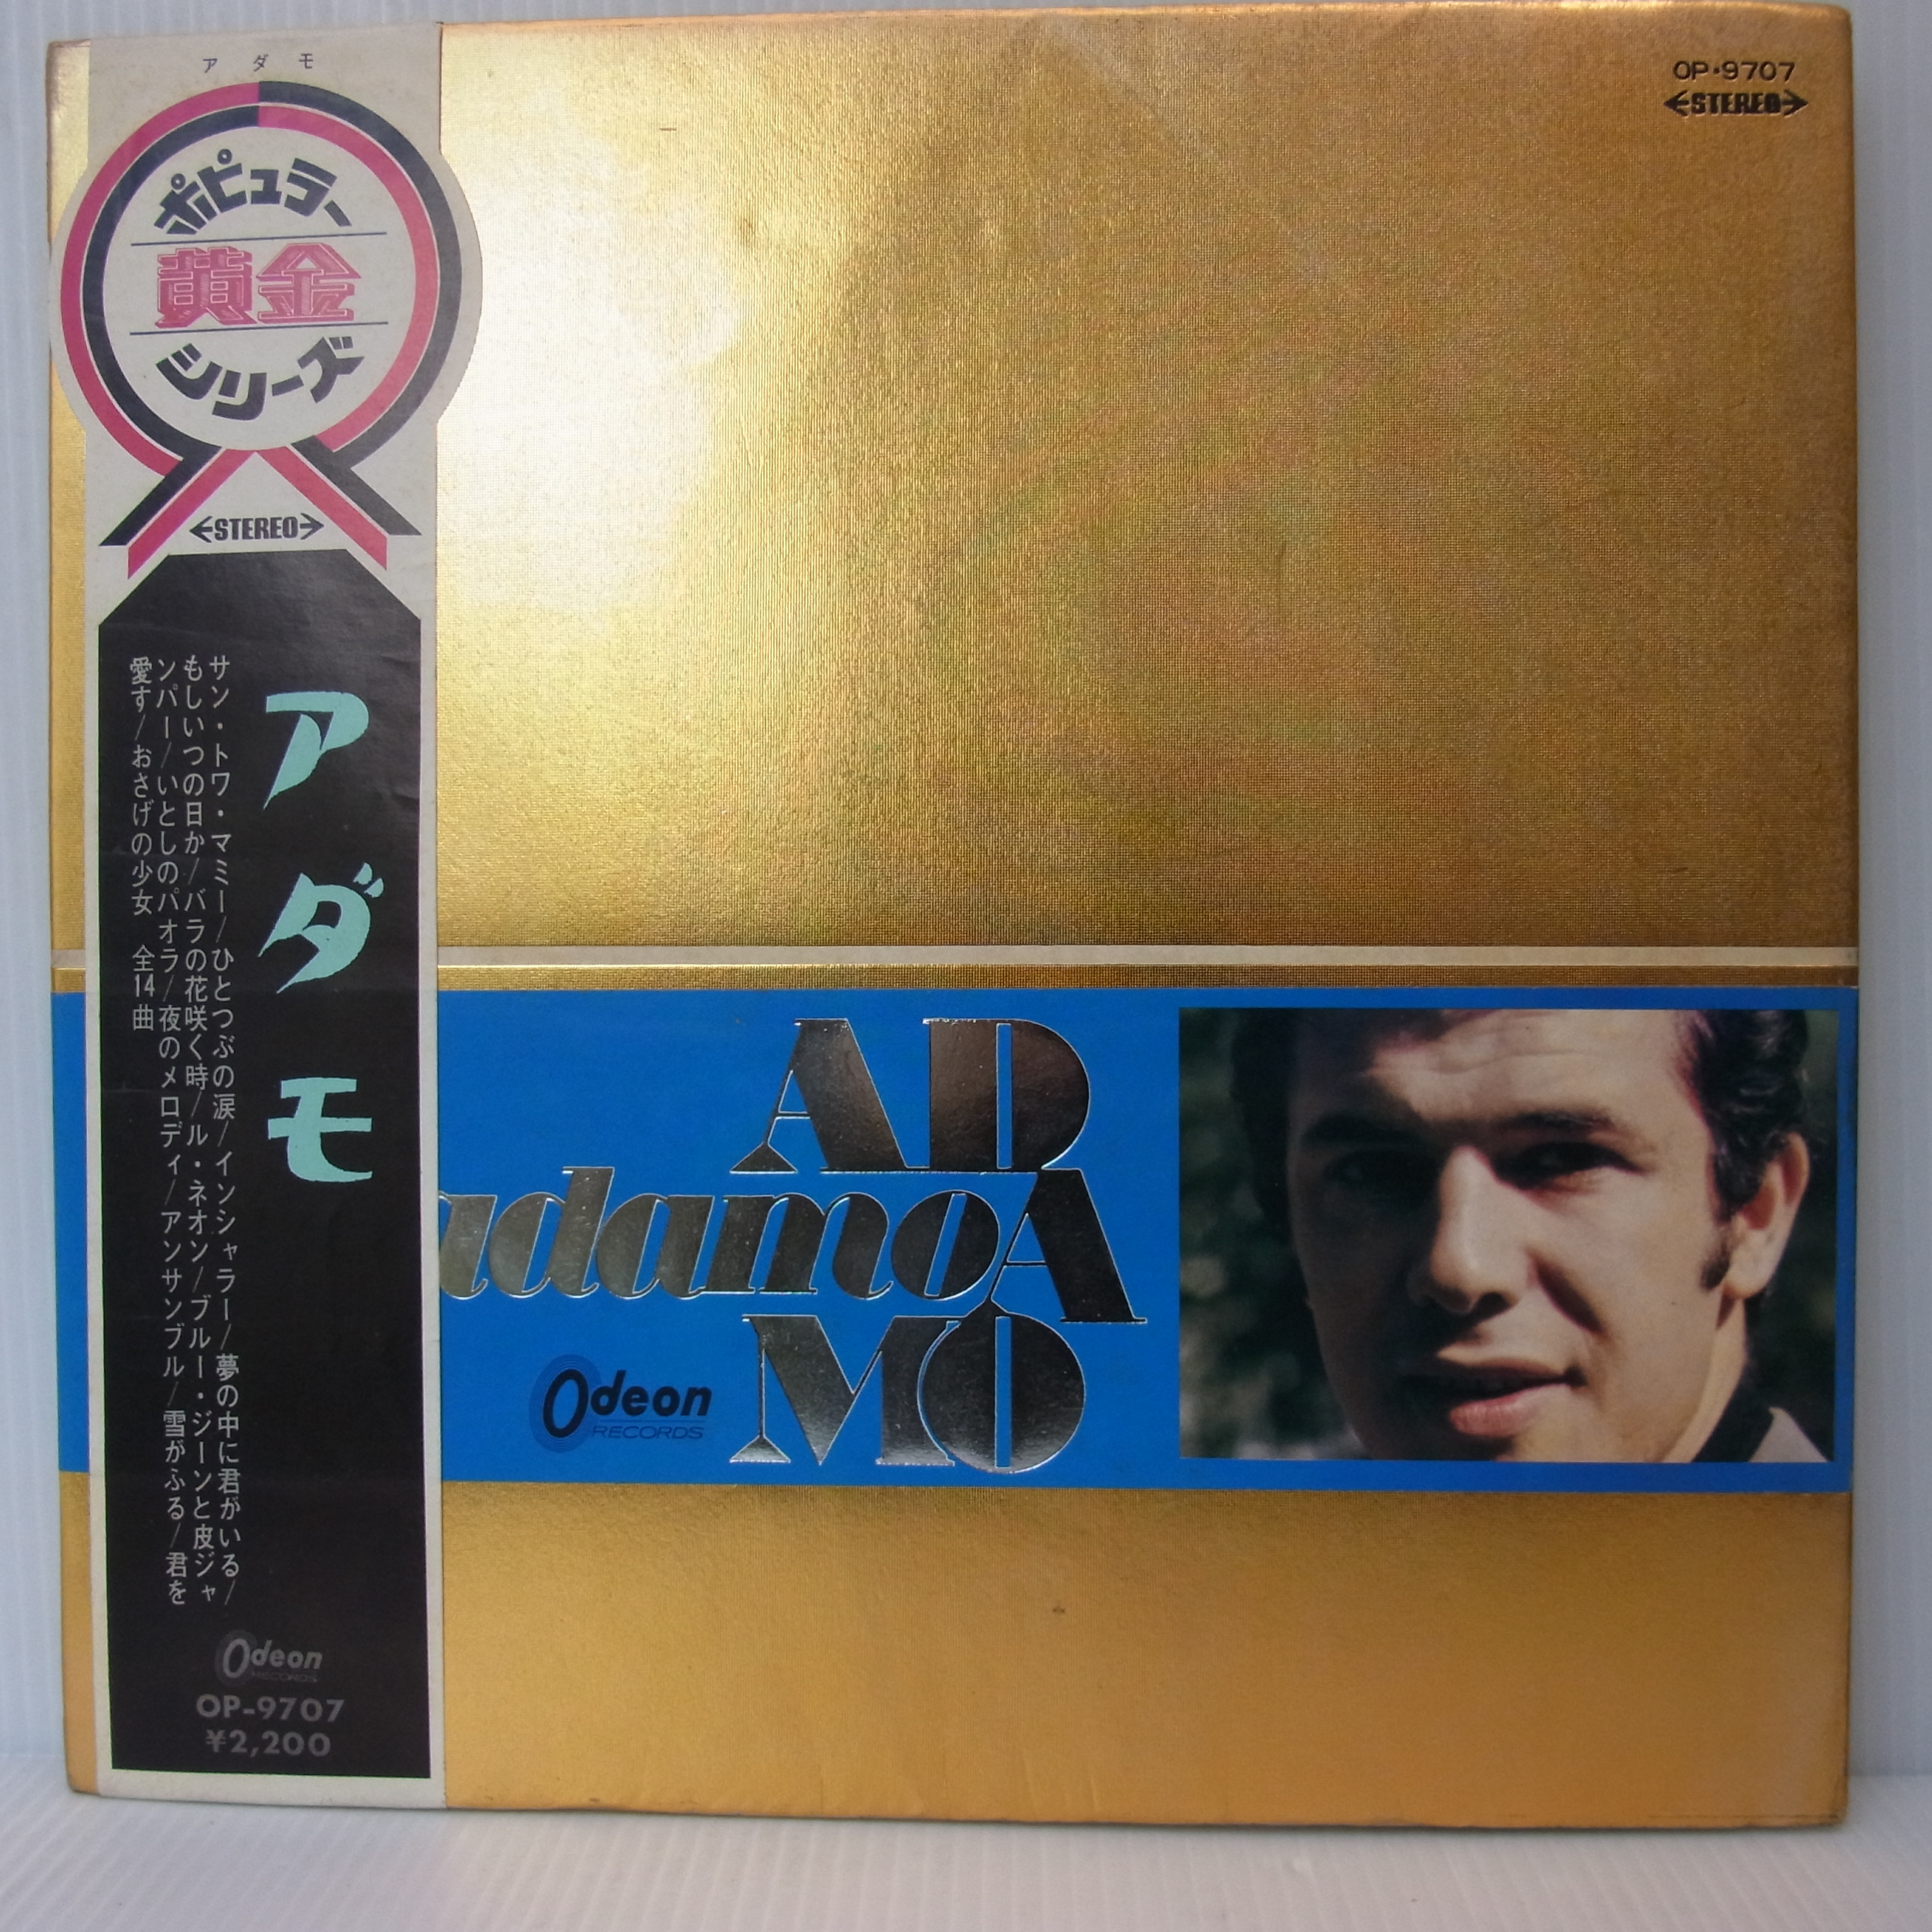 アダモ
ポピュラー
黄金
シリーズ
STEREO
アダモ
サン・トワ・マミー/ひとつぶの涙/インシャラー/夢の中に君がいる/
もしいつの日か/バラの花咲く時/ル・ネオン/ブルー・ジーンと皮ジャ
ンパー/いとしのパオラ/夜のメロディ/アンサンブル/雪がふる/君を
愛す/おさげの少女 全14曲
Odeon
RECORDS
OP-9707
¥2,200
OP・9707
STEREO
AD
adamo A
MO
Odeon
RECORDS